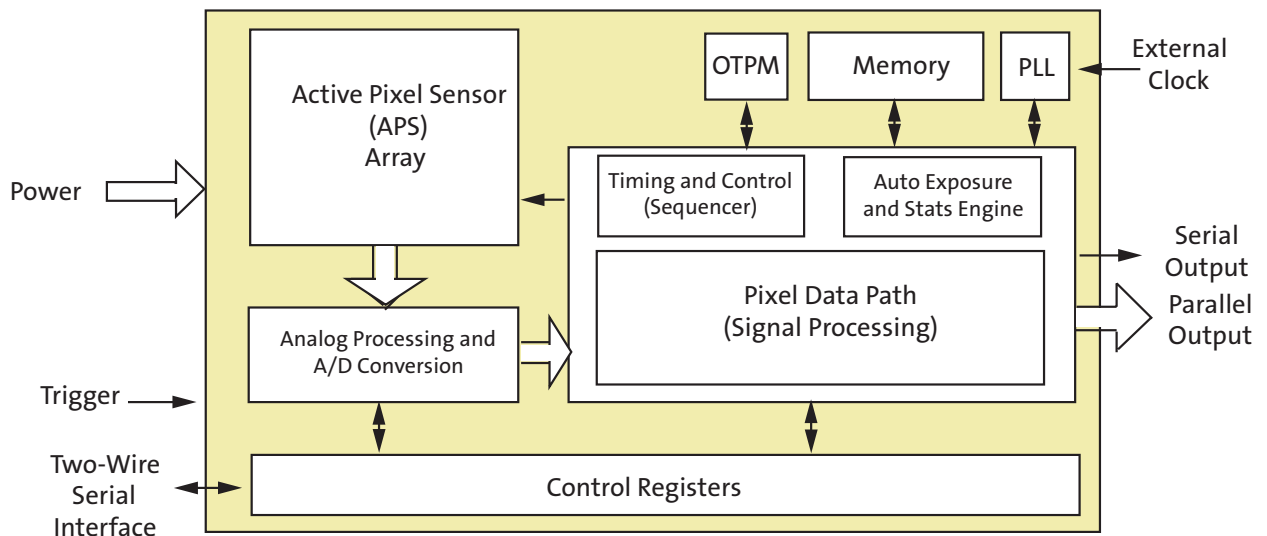 Active Pixel Sensor
(APS)
Array
OTPM
Memory
PLL
External
Clock
Power
Timing and Control
(Sequencer)
Auto Exposure
and Stats Engine
Serial
Output
Pixel Data Path
(Signal Processing)
Parallel
Output
Analog Processing and
A/D Conversion
Trigger
Two-Wire
Serial
Interface
Control Registers